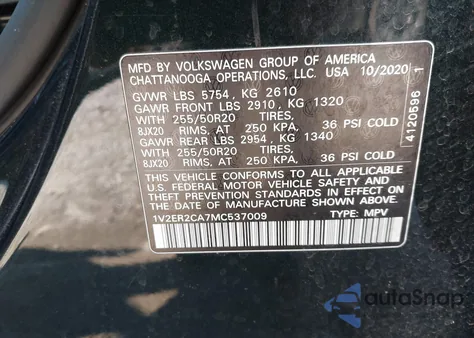 MFD BY VOLKSWAGEN GROUP OF AMERICA
CHATTANOOGA OPERATIONS, LLC. USA 10/2020
GVWR LBS 5754, KG 2610
GAWR FRONT LBS 2910, KG 1320
WITH 255/50R20 TIRES,
8JX20 RIMS, AT 250 KPA, 36 PSI COLD
GAWR REAR LBS 2954, KG 1340
WITH 255/50R20 TIRES,
8JX20 RIMS, AT 250 KPA, 36 PSI COLD
THIS VEHICLE CONFORMS TO ALL APPLICABLE
U.S. FEDERAL MOTOR VEHICLE SAFETY AND
THEFT PREVENTION STANDARDS IN EFFECT ON
THE DATE OF MANUFACTURE SHOWN ABOVE.
1V2ER2CA7MC537009 TYPE: MPV
4120596 1
autoSnap